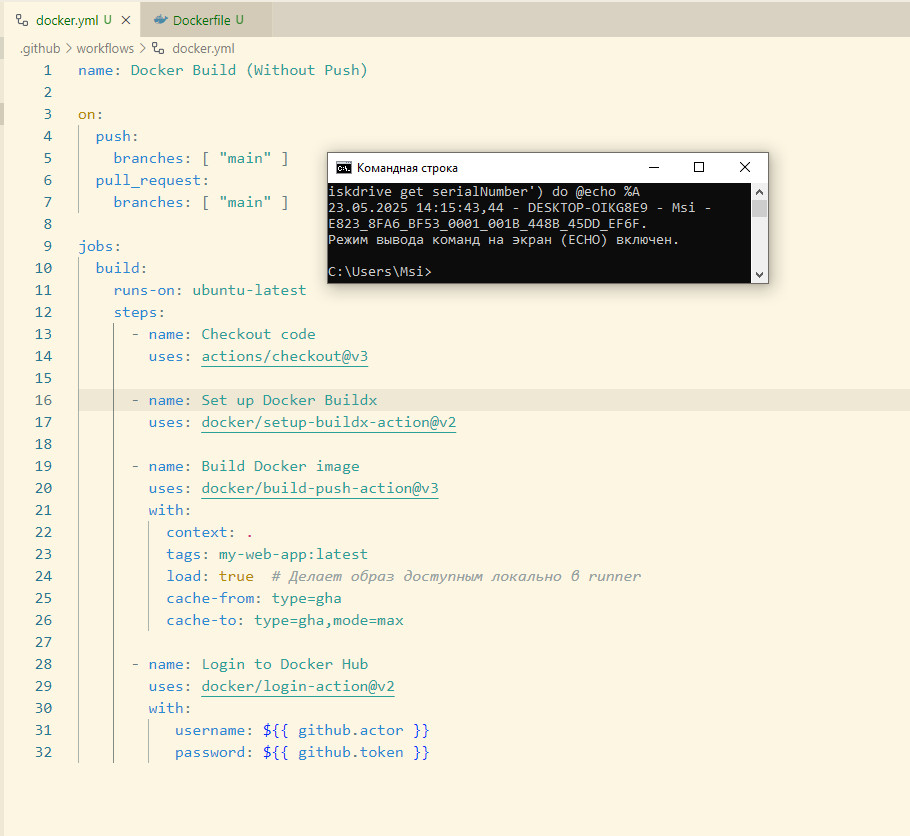 docker.yml U
Dockerfile U
.github > workflows > docker.yml
1 name: Docker Build (Without Push)
2
3 on:
4 push:
5 branches: [ "main" ]
6 pull_request:
7 branches: [ "main" ]
8
9 jobs:
10 build:
11 runs-on: ubuntu-latest
12 steps:
13 - name: Checkout code
14 uses: actions/checkout@v3
15
16 - name: Set up Docker Buildx
17 uses: docker/setup-buildx-action@v2
18
19 - name: Build Docker image
20 uses: docker/build-push-action@v3
21 with:
22 context: .
23 tags: my-web-app:latest
24 load: true # Делает образ доступным локально в runner
25 cache-from: type=gha
26 cache-to: type=gha,mode=max
27
28 - name: Login to Docker Hub
29 uses: docker/login-action@v2
30 with:
31 username: ${{ github.actor }}
32 password: ${{ github.token }}
Командная строка
iskdrive get serialNumber') do @echo %A
23.05.2025 14:15:43,44 - DESKTOP-OIKG8E9 - Msi -
E823_8FA6_BF53_0001_001B_448B_45DD_EF6F.
Режим вывода команд на экран (ECHO) включен.
C:\Users\Msi>